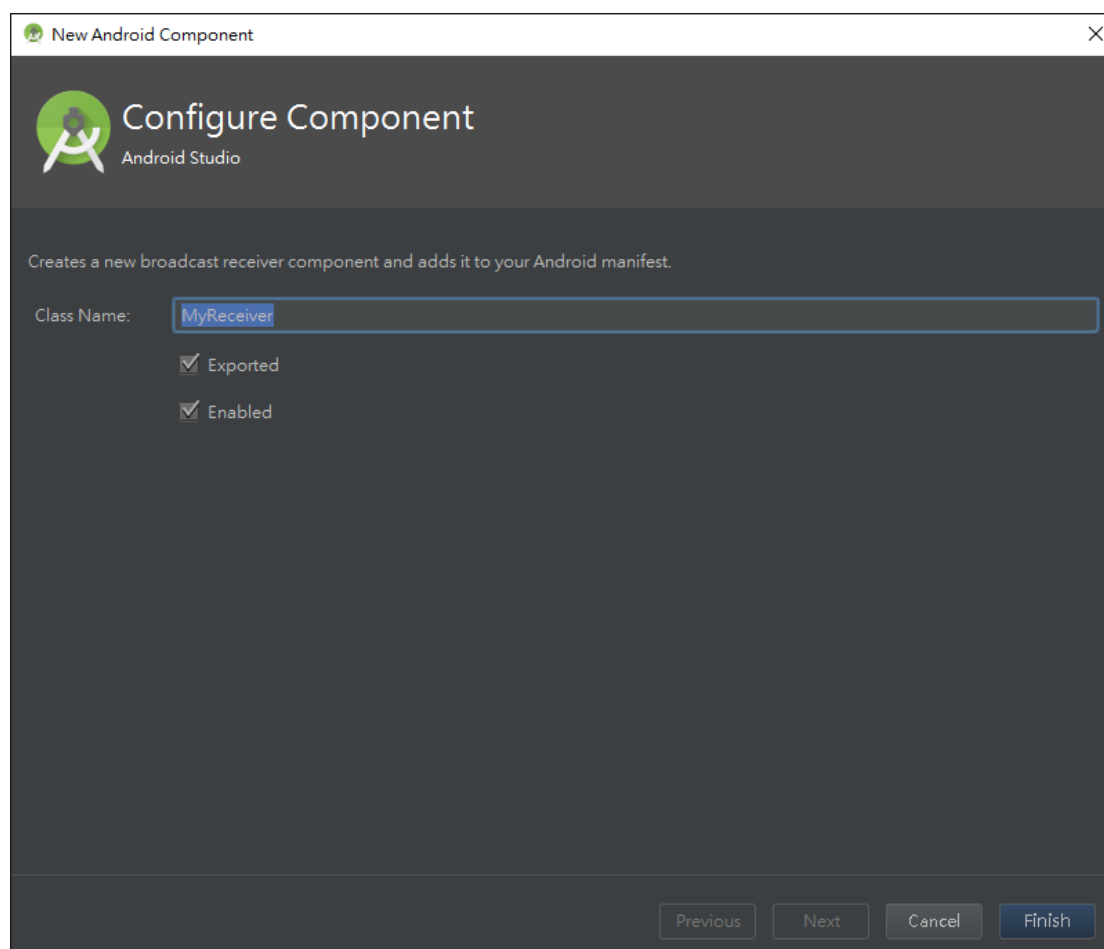 New Android Component
Configure Component
Android Studio
Creates a new broadcast receiver component and adds it to your Android manifest.
Class Name: MyReceiver
Exported
Enabled
Previous Next Cancel Finish